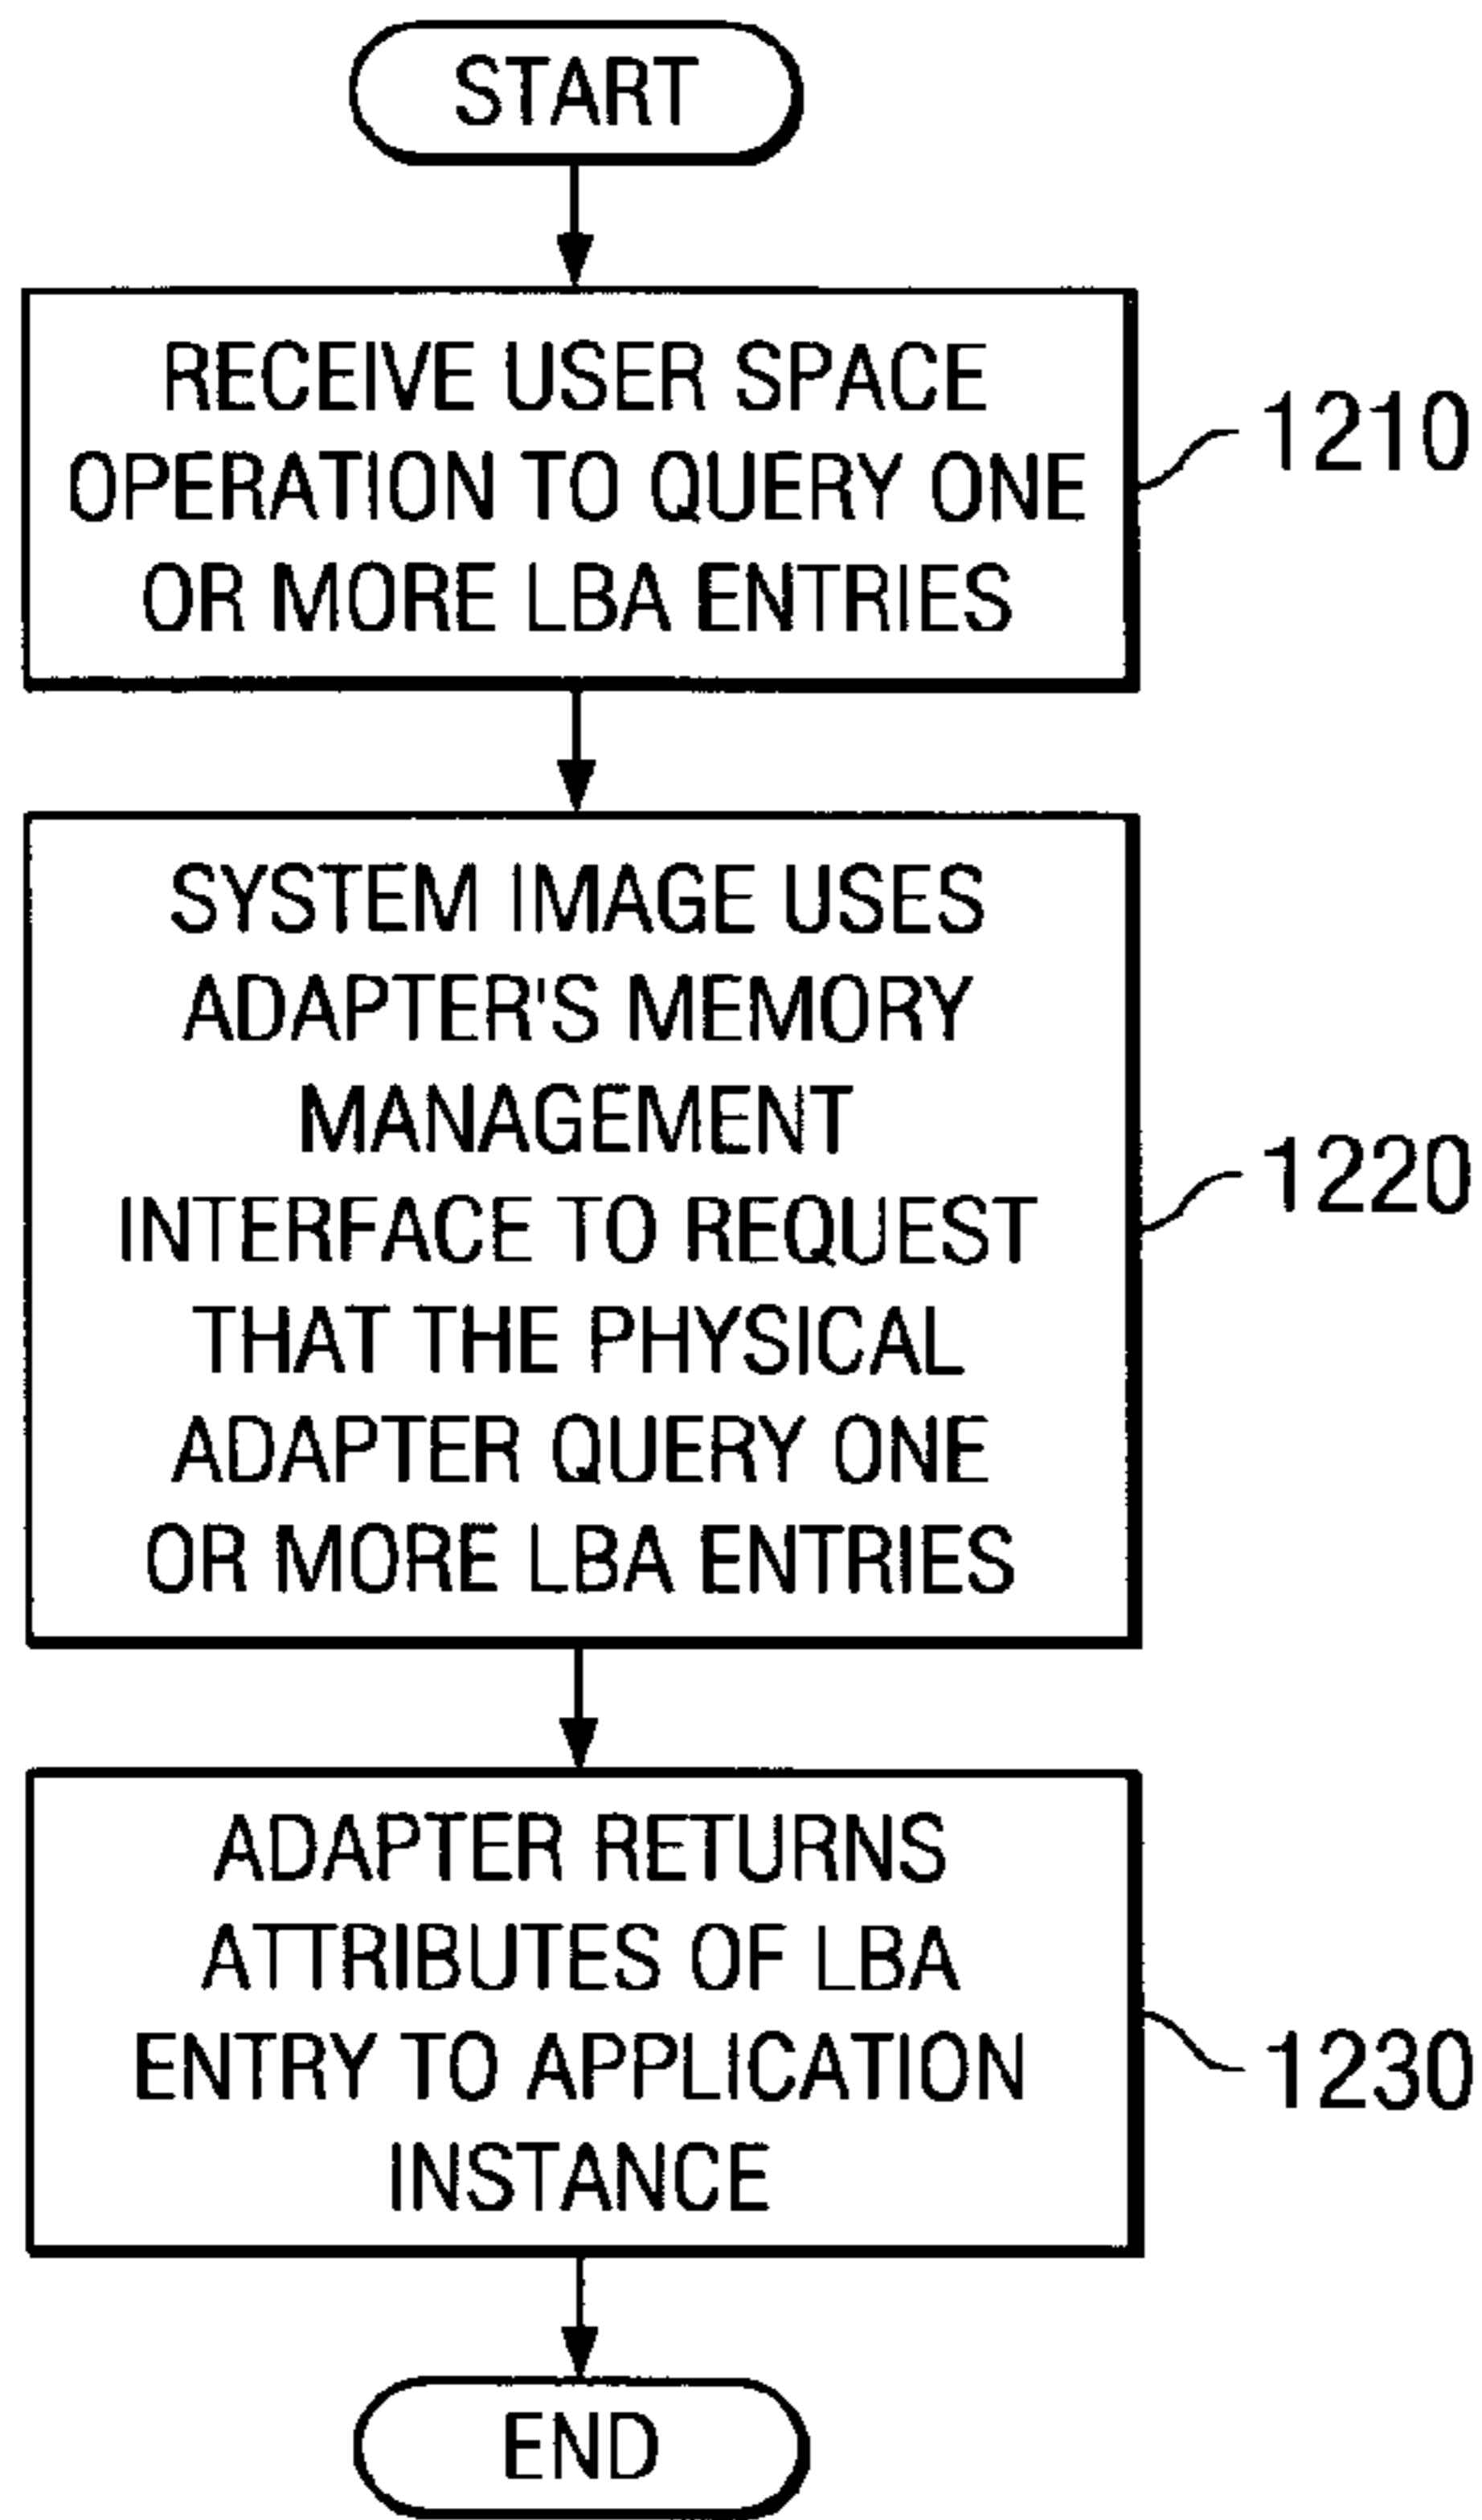 START
RECEIVE USER SPACE
OPERATION TO QUERY ONE
OR MORE LBA ENTRIES
1210
SYSTEM IMAGE USES
ADAPTER'S MEMORY
MANAGEMENT
INTERFACE TO REQUEST
THAT THE PHYSICAL
ADAPTER QUERY ONE
OR MORE LBA ENTRIES
1220
ADAPTER RETURNS
ATTRIBUTES OF LBA
ENTRY TO APPLICATION
INSTANCE
1230
END